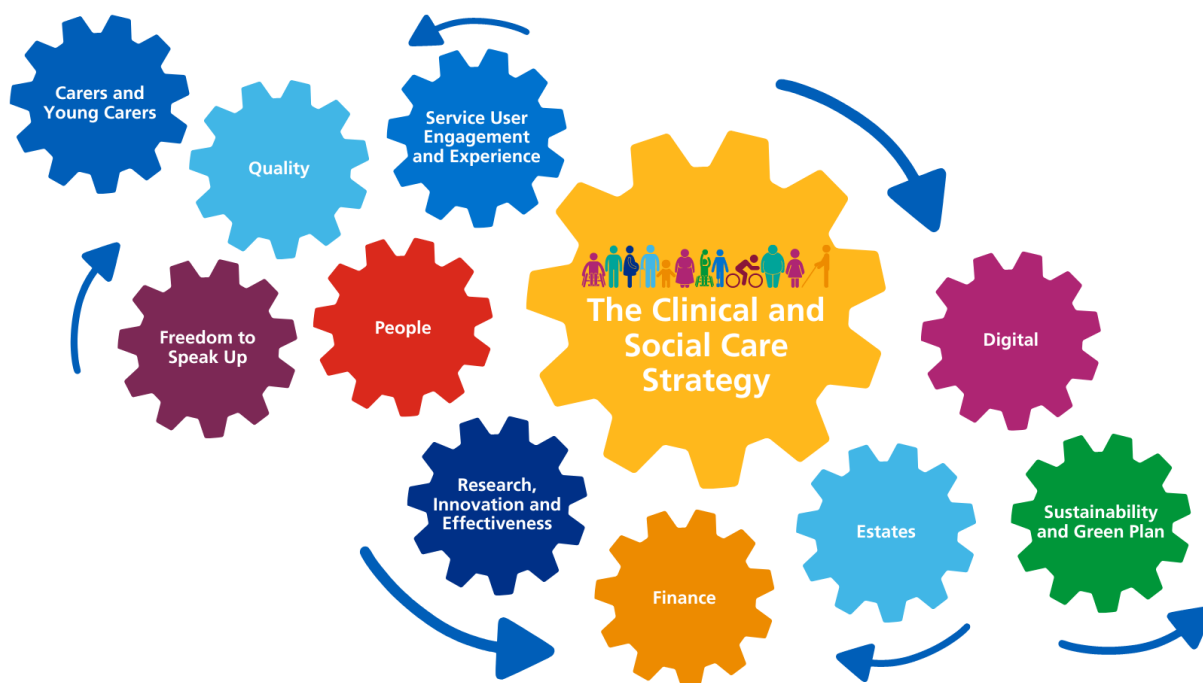 Carers and
Young Carers
Quality
Service User
Engagement
and Experience
Freedom to
Speak Up
People
The Clinical and
Social Care
Strategy
Digital
Research,
Innovation and
Effectiveness
Finance
Estates
Sustainability
and Green Plan